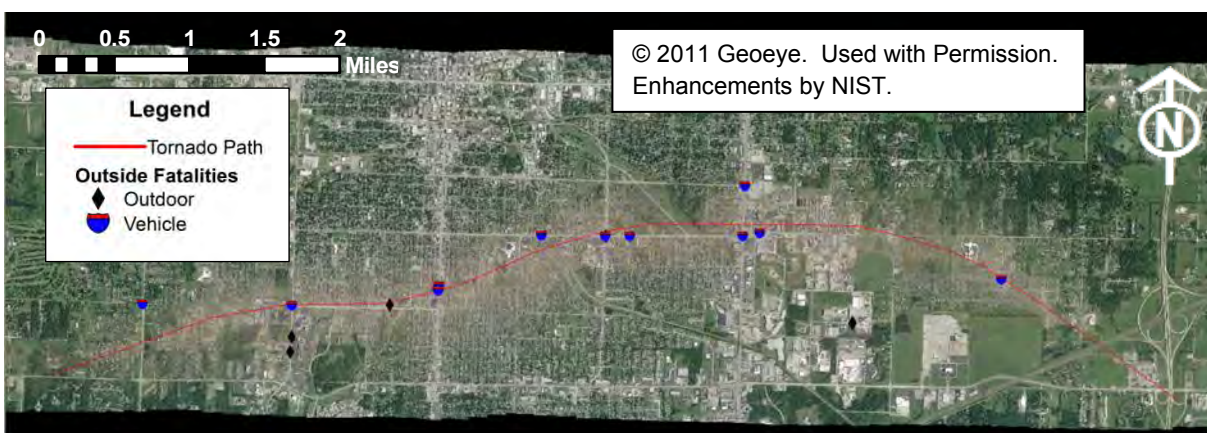 0 0.5 1 1.5 2
Miles
© 2011 Geoeye. Used with Permission.
Enhancements by NIST.
Legend
Tornado Path
Outside Fatalities
Outdoor
Vehicle
N